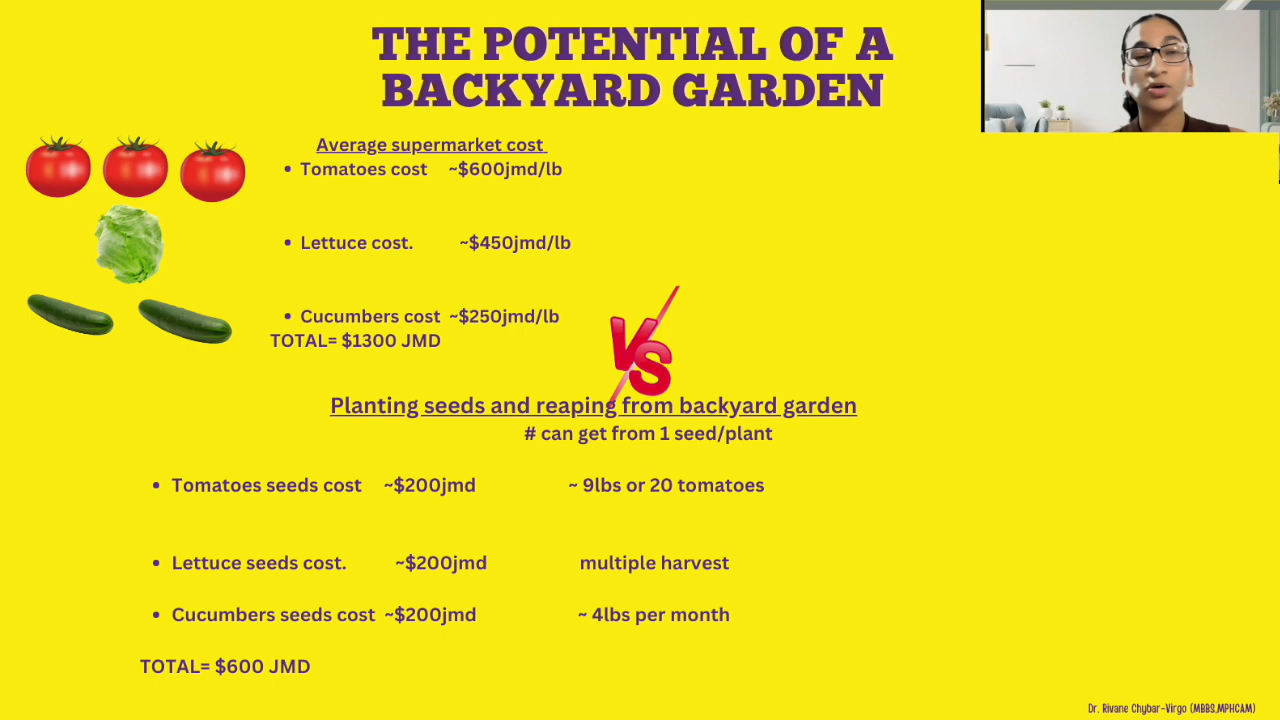 THE POTENTIAL OF A
BACKYARD GARDEN
Average supermarket cost
• Tomatoes cost ~$600jmd/lb
• Lettuce cost. ~$450jmd/lb
• Cucumbers cost ~$250jmd/lb
TOTAL= $1300 JMD
VS
Planting seeds and reaping from backyard garden
# can get from 1 seed/plant
• Tomatoes seeds cost ~$200jmd ~ 9lbs or 20 tomatoes
• Lettuce seeds cost. ~$200jmd multiple harvest
• Cucumbers seeds cost ~$200jmd ~ 4lbs per month
TOTAL= $600 JMD
Dr. Rivane Chybar-Virgo (MBBS,MPHCAM)